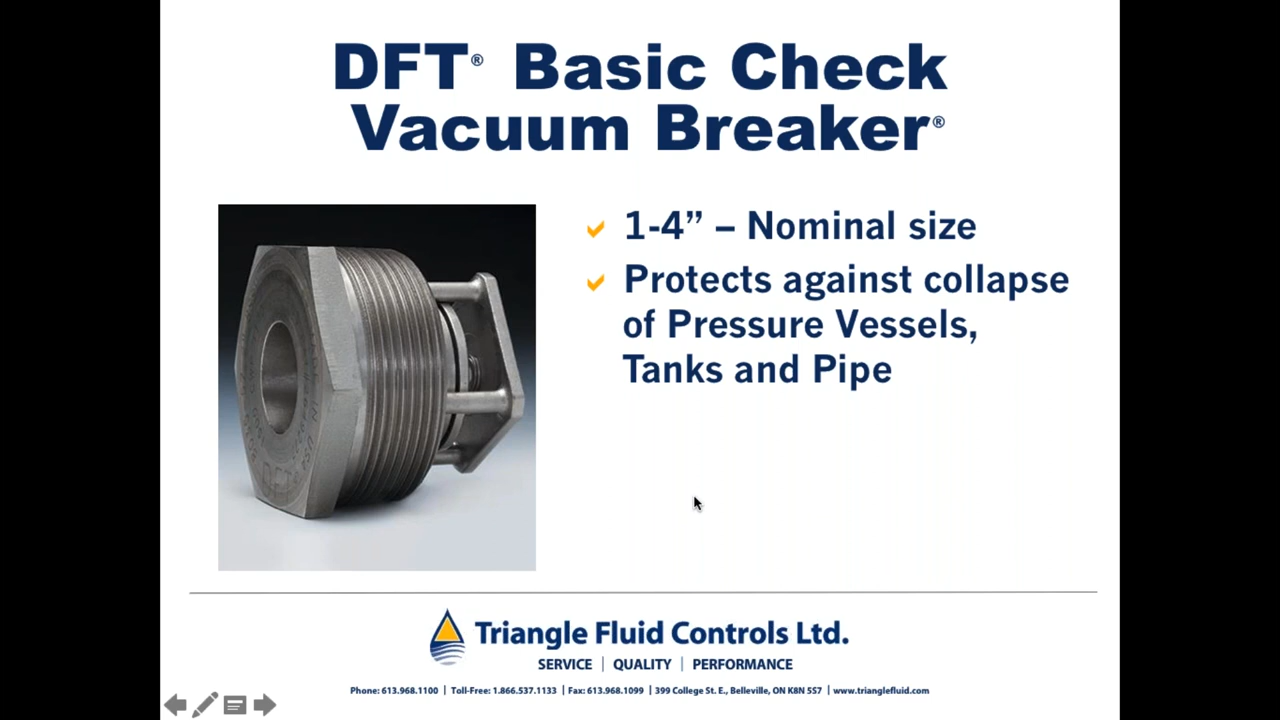 DFT® Basic Check
Vacuum Breaker®
1-4” – Nominal size
Protects against collapse
of Pressure Vessels,
Tanks and Pipe
DFT
Triangle Fluid Controls Ltd.
SERVICE | QUALITY | PERFORMANCE
Phone: 613.968.1100 | Toll-Free: 1.866.537.1133 | Fax: 613.968.1099 | 399 College St. E., Belleville, ON K8N 5S7 | www.trianglefluid.com